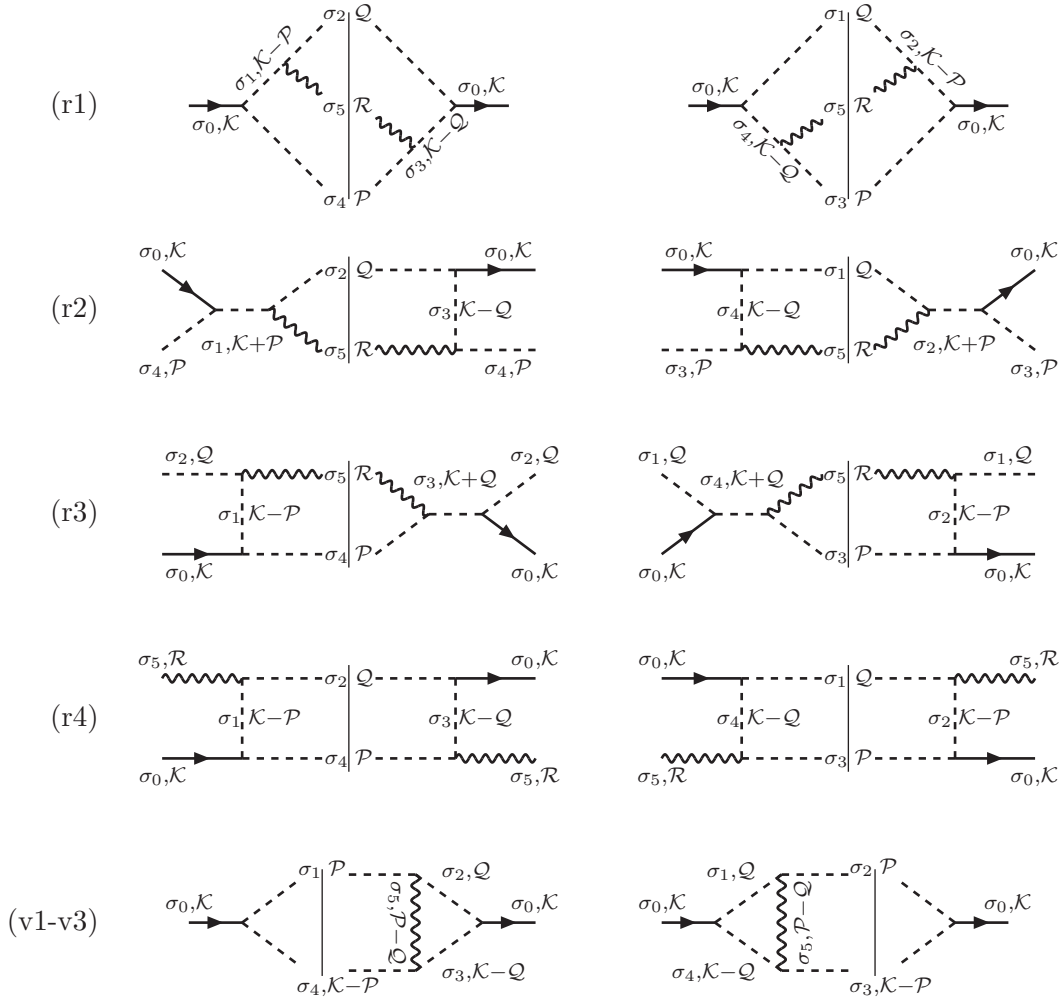 σ₂ 𝒬 σ₁ 𝒬
σ₁,𝒦−𝒫 σ₂,𝒦−𝒫
(r1) σ₀,𝒦 σ₅ ℛ σ₀,𝒦 σ₀,𝒦 σ₅ ℛ σ₀,𝒦
σ₃,𝒦−𝒬 σ₄,𝒦−𝒬
σ₄ 𝒫 σ₃ 𝒫
σ₀,𝒦 σ₀,𝒦 σ₀,𝒦 σ₀,𝒦
σ₂ 𝒬 σ₁ 𝒬
(r2) σ₃ 𝒦−𝒬 σ₄ 𝒦−𝒬
σ₁,𝒦+𝒫 σ₅ ℛ σ₅ ℛ σ₂,𝒦+𝒫
σ₄,𝒫 σ₄,𝒫 σ₃,𝒫 σ₃,𝒫
σ₂,𝒬 σ₂,𝒬 σ₁,𝒬 σ₁,𝒬
σ₅ ℛ σ₃,𝒦+𝒬 σ₄,𝒦+𝒬 σ₅ ℛ
(r3) σ₁ 𝒦−𝒫 σ₂ 𝒦−𝒫
σ₄ 𝒫 σ₃ 𝒫
σ₀,𝒦 σ₀,𝒦 σ₀,𝒦 σ₀,𝒦
σ₅,ℛ σ₀,𝒦 σ₀,𝒦 σ₅,ℛ
σ₂ 𝒬 σ₁ 𝒬
(r4) σ₁ 𝒦−𝒫 σ₃ 𝒦−𝒬 σ₄ 𝒦−𝒬 σ₂ 𝒦−𝒫
σ₄ 𝒫 σ₃ 𝒫
σ₀,𝒦 σ₅,ℛ σ₅,ℛ σ₀,𝒦
σ₁ 𝒫 σ₂,𝒬 σ₁,𝒬 σ₂ 𝒫
(v1-v3) σ₀,𝒦 σ₅,𝒫−𝒬 σ₀,𝒦 σ₀,𝒦 σ₅,𝒫−𝒬 σ₀,𝒦
σ₄,𝒦−𝒫 σ₃,𝒦−𝒬 σ₄,𝒦−𝒬 σ₃,𝒦−𝒫